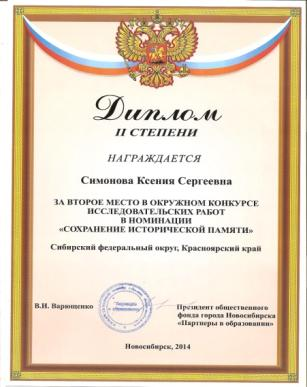 Диплом
II СТЕПЕНИ
НАГРАЖДАЕТСЯ
Симонова Ксения Сергеевна
ЗА ВТОРОЕ МЕСТО В ОКРУЖНОМ КОНКУРСЕ
ИССЛЕДОВАТЕЛЬСКИХ РАБОТ
В НОМИНАЦИИ
«СОХРАНЕНИЕ ИСТОРИЧЕСКОЙ ПАМЯТИ»
Сибирский федеральный округ, Красноярский край
В.И. Варющенко
Президент общественного
фонда города Новосибирска
«Партнеры в образовании»
Новосибирск, 2014